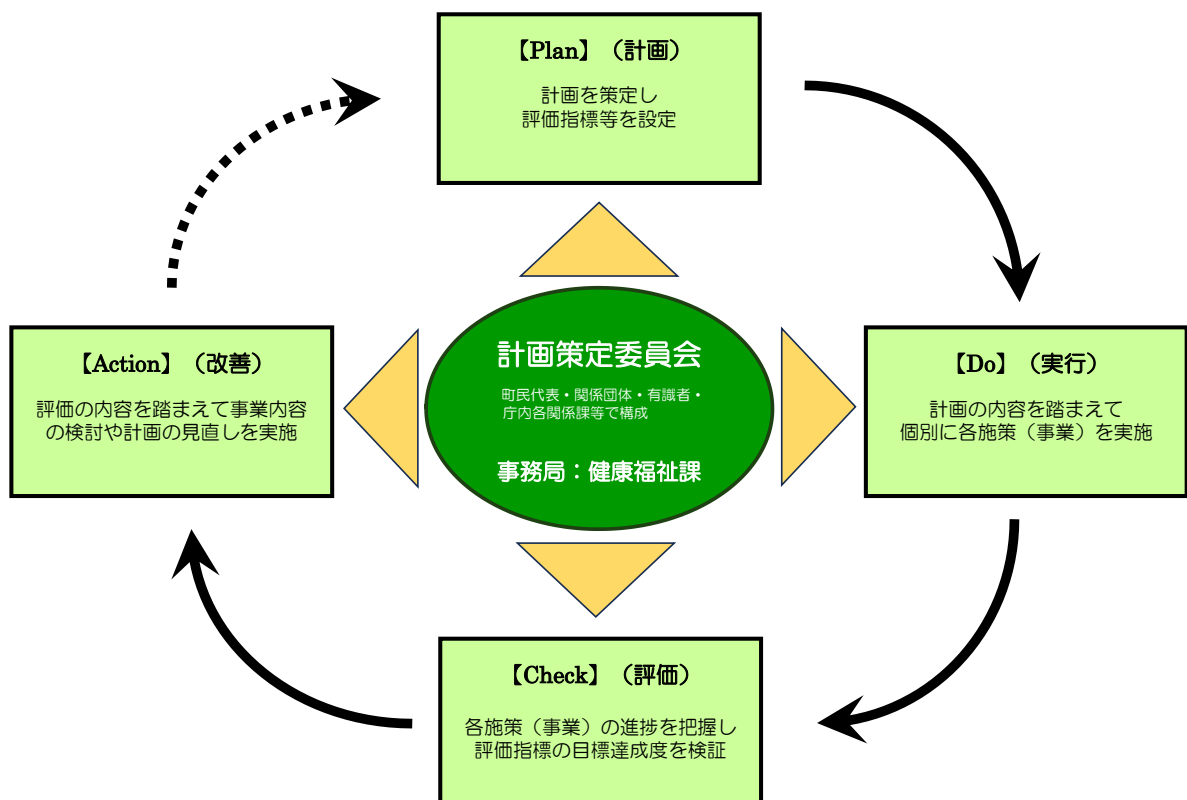 【Plan】（計画）
計画を策定し
評価指標等を設定
【Action】（改善）
評価の内容を踏まえて事業内容
の検討や計画の見直しを実施
計画策定委員会
町民代表・関係団体・有識者・
庁内各関係課等で構成
事務局：健康福祉課
【Do】（実行）
計画の内容を踏まえて
個別に各施策（事業）を実施
【Check】（評価）
各施策（事業）の進捗を把握し
評価指標の目標達成度を検証